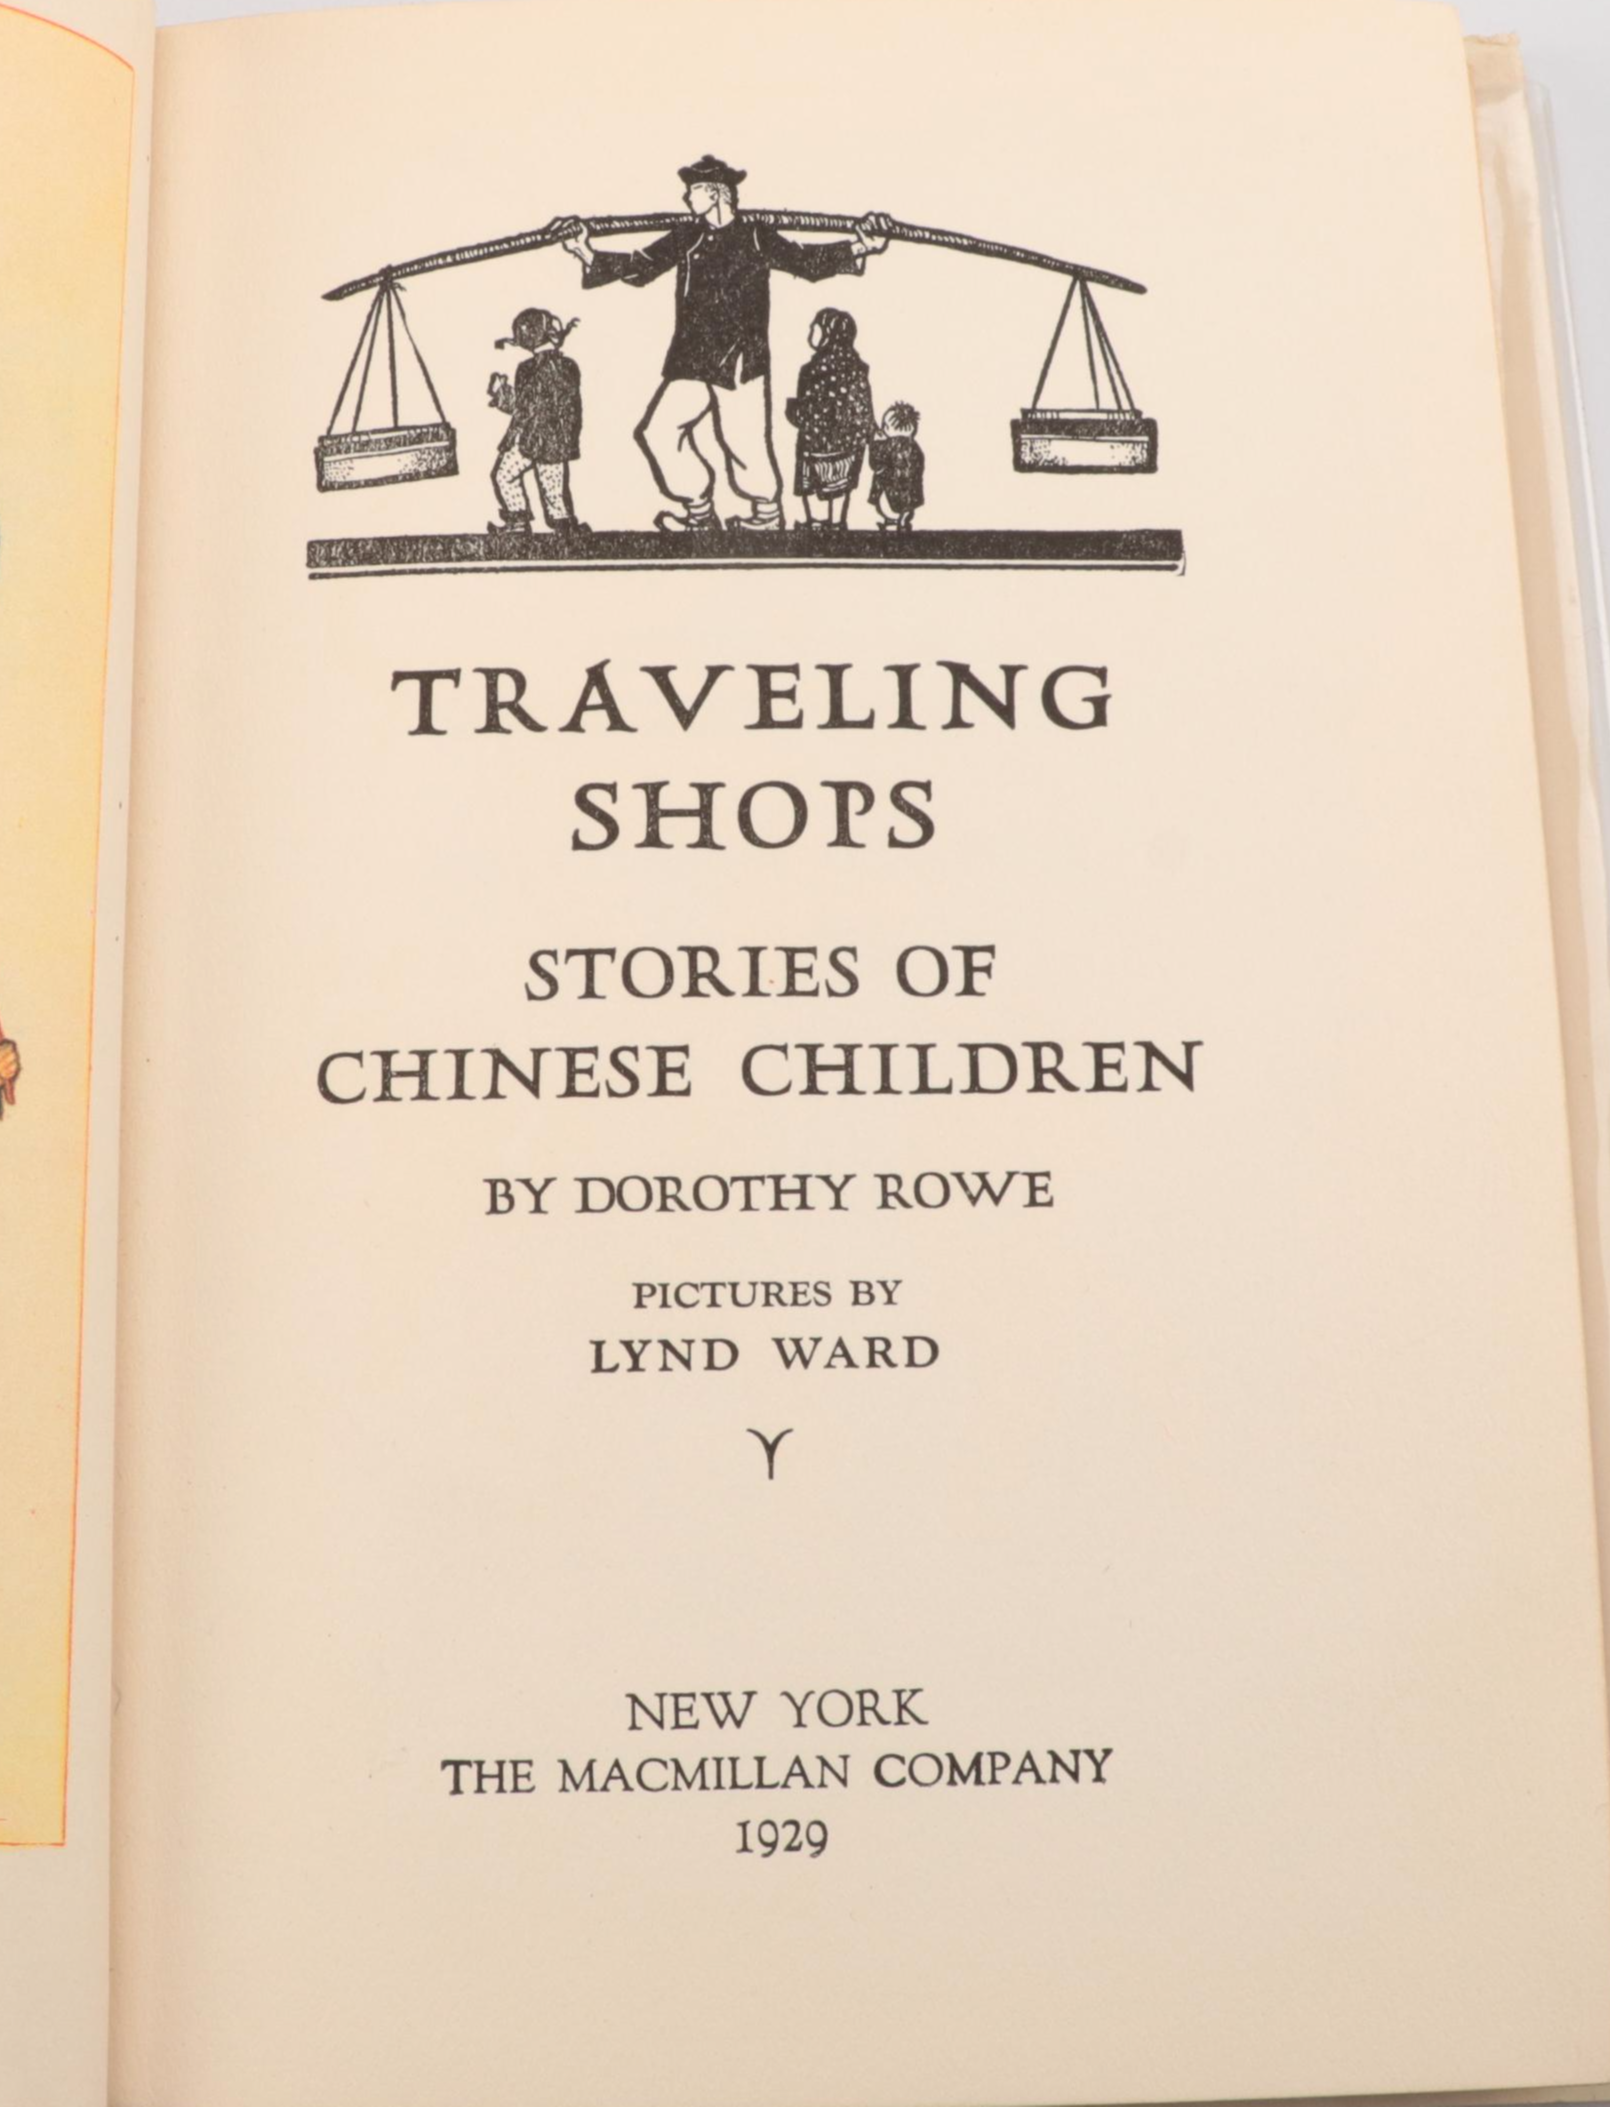 TRAVELING
SHOPS
STORIES OF
CHINESE CHILDREN
BY DOROTHY ROWE
PICTURES BY
LYND WARD
NEW YORK
THE MACMILLAN COMPANY
1929